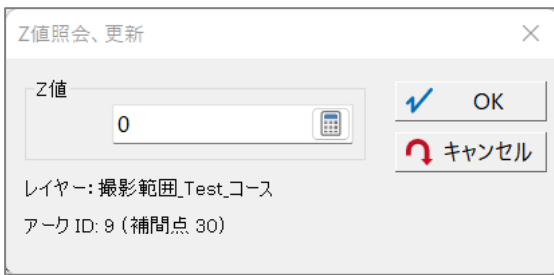 Z値照会、更新
Z値
0
OK
キャンセル
レイヤー: 撮影範囲_Test_コース
アーク ID: 9 (補間点 30)